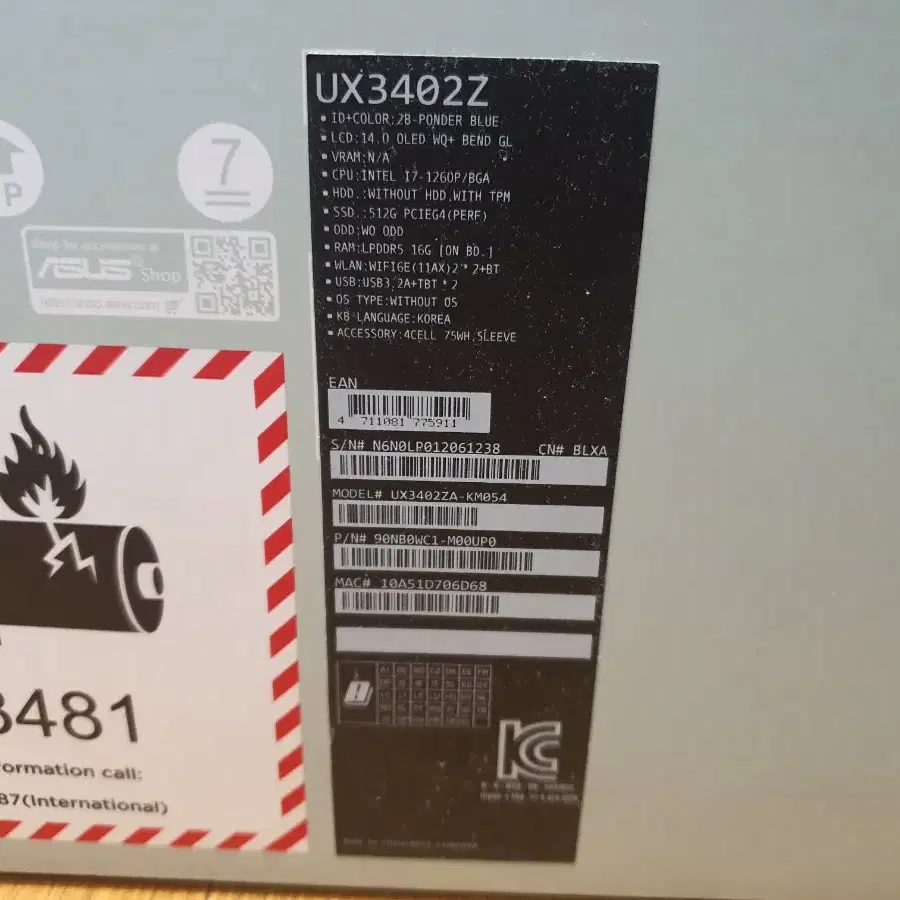 UX3402Z
▪ ID+COLOR:2B-PONDER BLUE
▪ LCD:14.0 OLED WQ+ BEND GL
▪ VRAM:N/A
▪ CPU:INTEL I7-1260P/BGA
▪ HDD.:WITHOUT HDD,WITH TPM
▪ SSD.:512G PCIEG4(PERF)
▪ ODD:WO ODD
▪ RAM:LPDDR5 16G [ON BD.]
▪ WLAN:WIFI6E(11AX)2*2+BT
▪ USB:USB3.2A+TBT*2
▪ OS TYPE:WITHOUT OS
▪ KB LANGUAGE:KOREA
▪ ACCESSORY:4CELL 75WH,SLEEVE
EAN
4 711081 775911
S/N# N6N0LP012061238 CN# BLXA
MODEL# UX3402ZA-KM054
P/N# 90NB0WC1-M00UP0
MAC# 10A51D706D68
KC
P
7
ASUS Shop
3481
ormation call:
87(International)